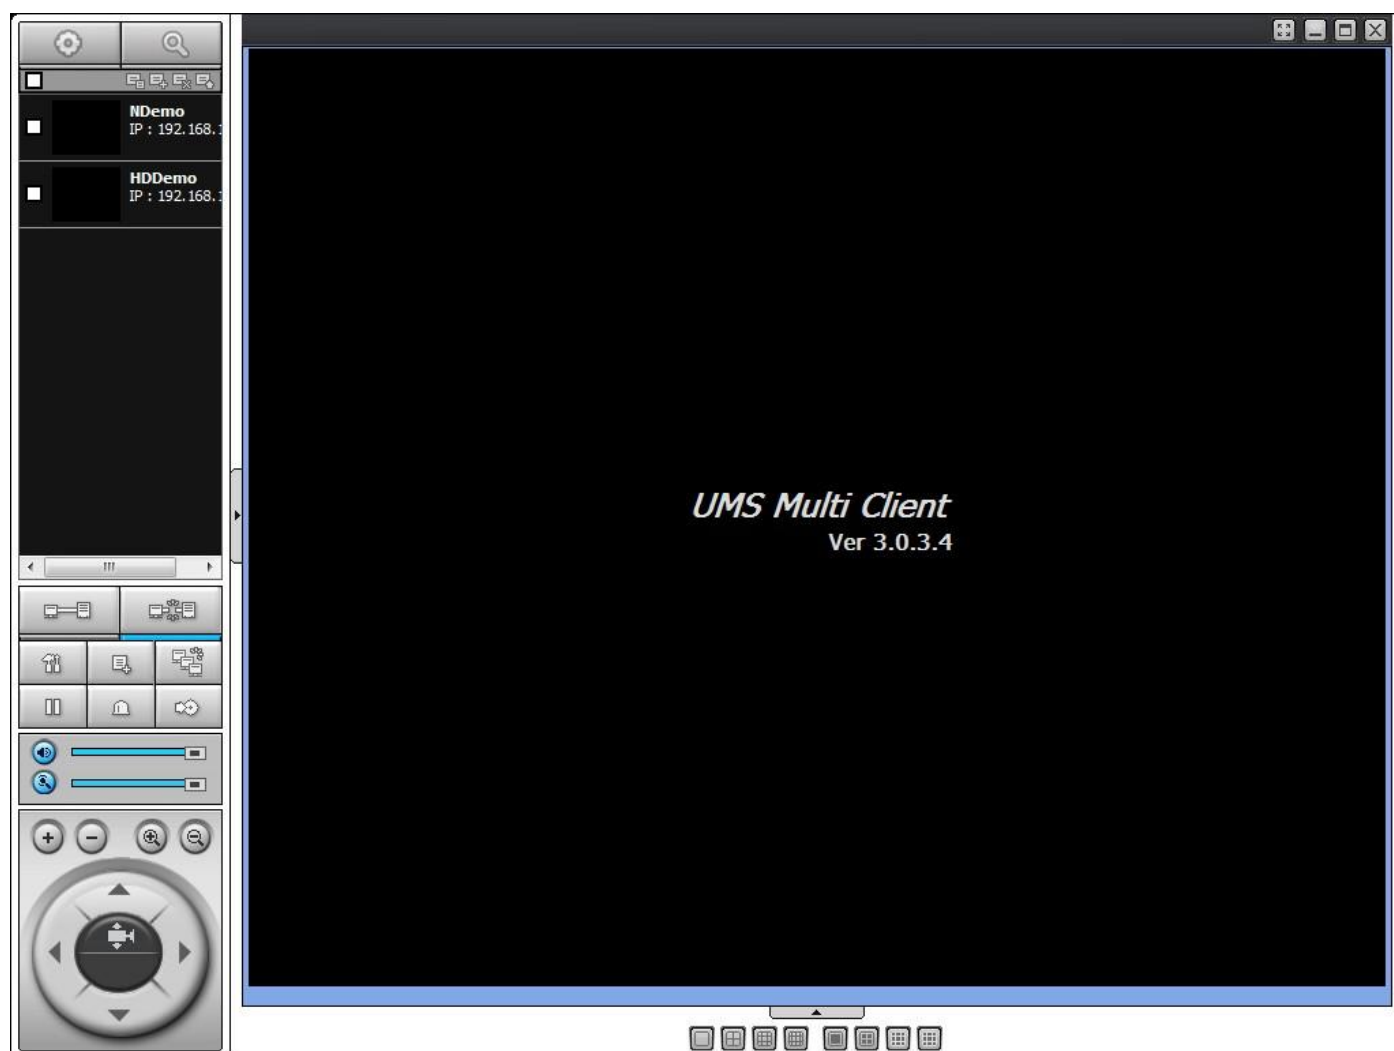 NDemo
IP : 192.168.
HDDemo
IP : 192.168.
UMS Multi Client
Ver 3.0.3.4